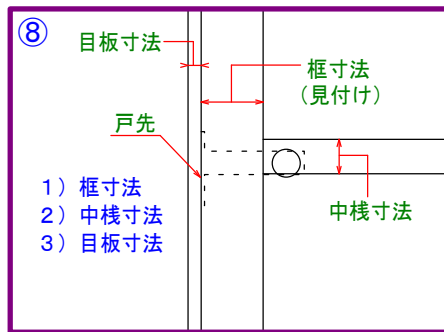 ⑧
目板寸法
框寸法
(見付け)
戸先
1）框寸法
2）中桟寸法
3）目板寸法
中桟寸法